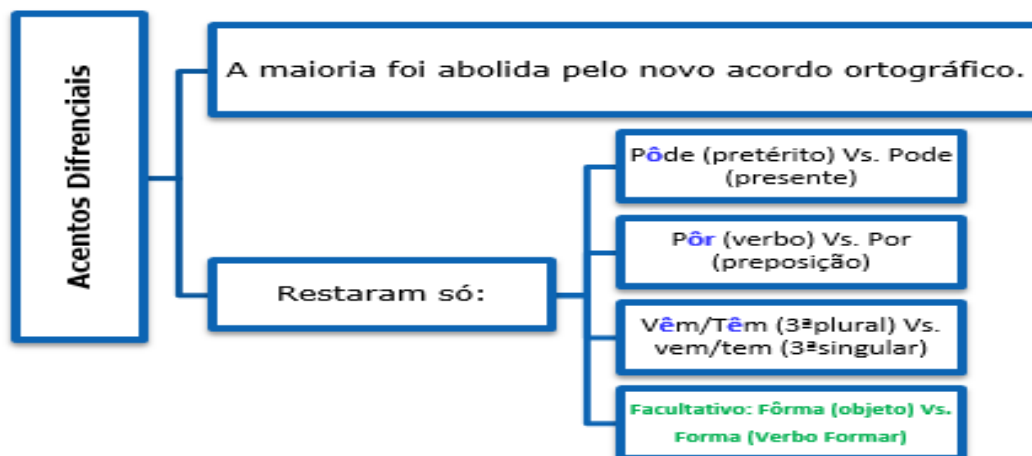 Acentos Difrenciais
A maioria foi abolida pelo novo acordo ortográfico.
Restaram só:
Pôde (pretérito) Vs. Pode
(presente)
Pôr (verbo) Vs. Por
(preposição)
Vêm/Têm (3ªplural) Vs.
vem/tem (3ªsingular)
Facultativo: Fôrma (objeto) Vs.
Forma (Verbo Formar)